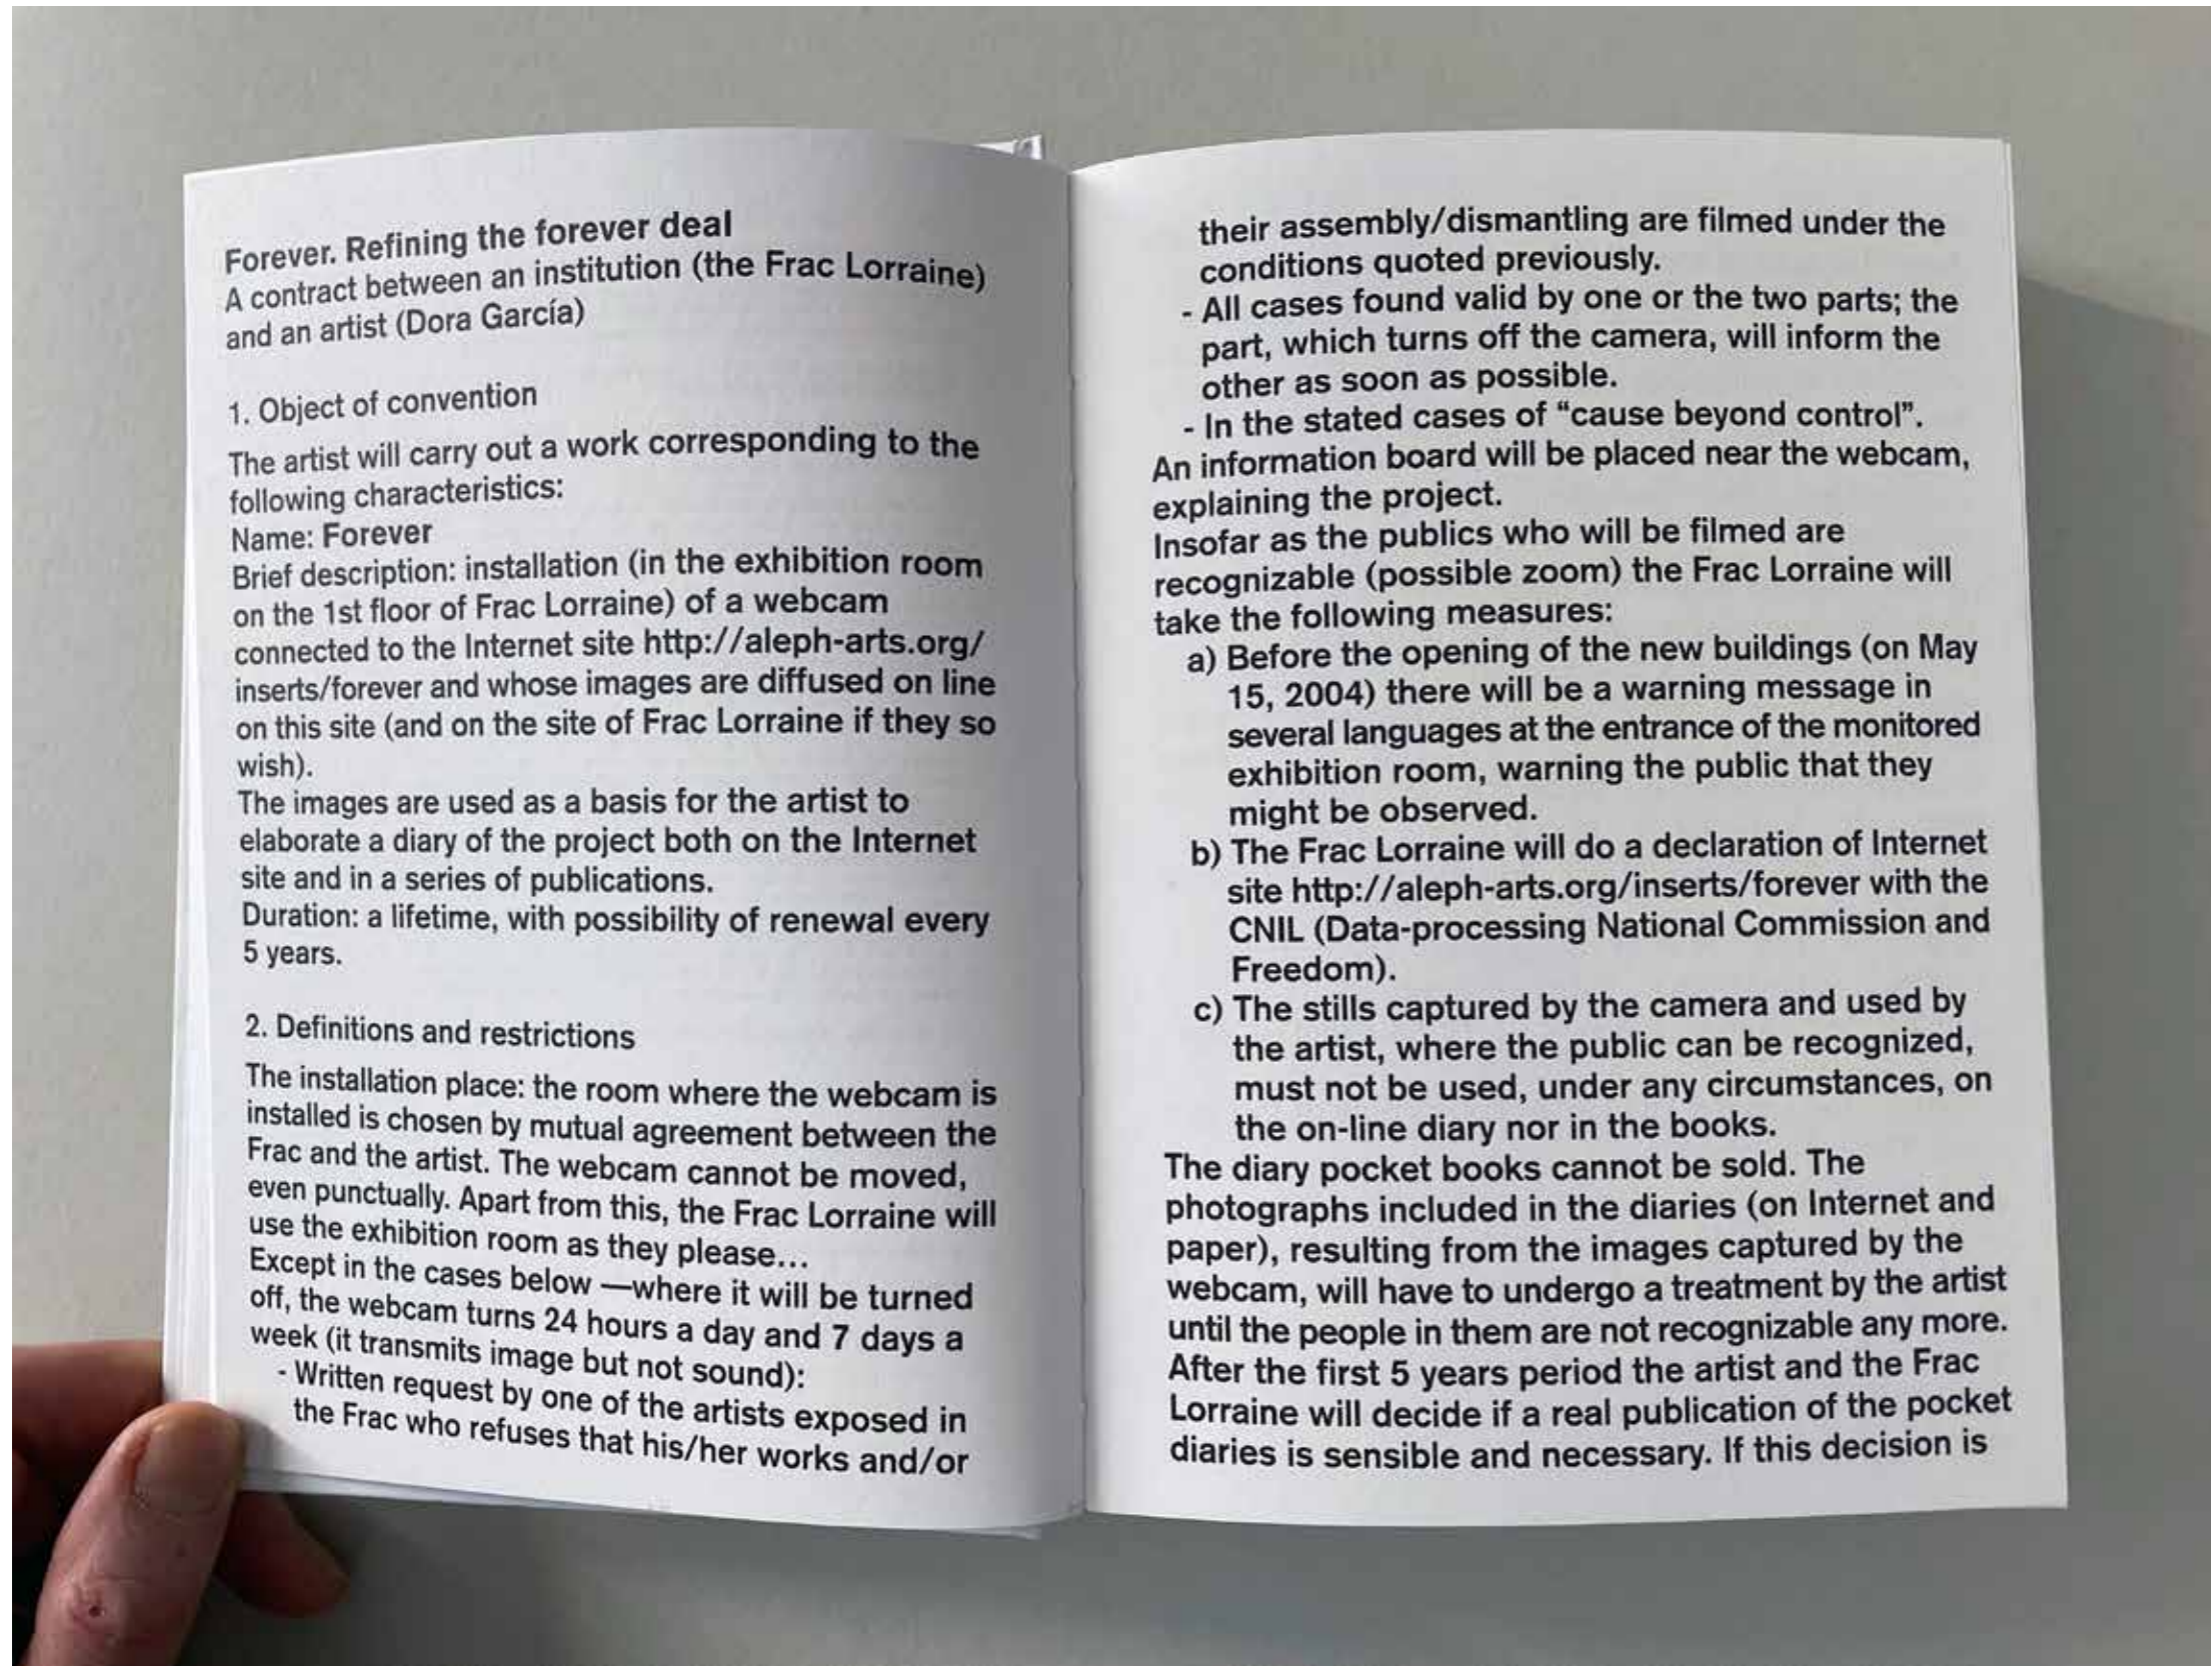 Forever. Refining the forever deal
A contract between an institution (the Frac Lorraine)
and an artist (Dora García)
1. Object of convention
The artist will carry out a work corresponding to the
following characteristics:
Name: Forever
Brief description: installation (in the exhibition room
on the 1st floor of Frac Lorraine) of a webcam
connected to the Internet site http://aleph-arts.org/
inserts/forever and whose images are diffused on line
on this site (and on the site of Frac Lorraine if they so
wish).
The images are used as a basis for the artist to
elaborate a diary of the project both on the Internet
site and in a series of publications.
Duration: a lifetime, with possibility of renewal every
5 years.
2. Definitions and restrictions
The installation place: the room where the webcam is
installed is chosen by mutual agreement between the
Frac and the artist. The webcam cannot be moved,
even punctually. Apart from this, the Frac Lorraine will
use the exhibition room as they please...
Except in the cases below —where it will be turned
off, the webcam turns 24 hours a day and 7 days a
week (it transmits image but not sound):
- Written request by one of the artists exposed in
the Frac who refuses that his/her works and/or
their assembly/dismantling are filmed under the
conditions quoted previously.
- All cases found valid by one or the two parts; the
part, which turns off the camera, will inform the
other as soon as possible.
- In the stated cases of “cause beyond control”.
An information board will be placed near the webcam,
explaining the project.
Insofar as the publics who will be filmed are
recognizable (possible zoom) the Frac Lorraine will
take the following measures:
a) Before the opening of the new buildings (on May
15, 2004) there will be a warning message in
several languages at the entrance of the monitored
exhibition room, warning the public that they
might be observed.
b) The Frac Lorraine will do a declaration of Internet
site http://aleph-arts.org/inserts/forever with the
CNIL (Data-processing National Commission and
Freedom).
c) The stills captured by the camera and used by
the artist, where the public can be recognized,
must not be used, under any circumstances, on
the on-line diary nor in the books.
The diary pocket books cannot be sold. The
photographs included in the diaries (on Internet and
paper), resulting from the images captured by the
webcam, will have to undergo a treatment by the artist
until the people in them are not recognizable any more.
After the first 5 years period the artist and the Frac
Lorraine will decide if a real publication of the pocket
diaries is sensible and necessary. If this decision is